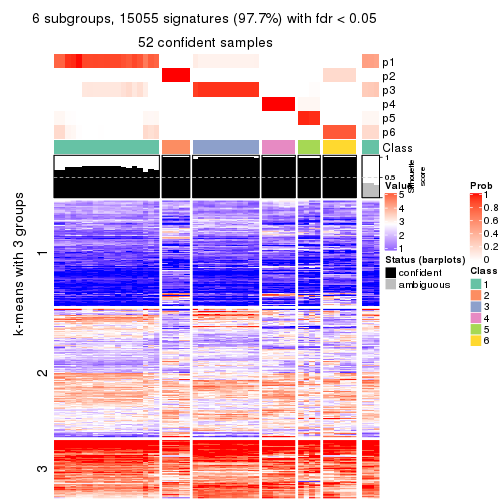 6 subgroups, 15055 signatures (97.7%) with fdr < 0.05
52 confident samples
p1
p2
p3
p4
p5
p6
Class
1
0.5
Silhouette
score
k-means with 3 groups
1
2
3
Value
5
4
3
2
1
Status (barplots)
confident
ambiguous
Prob
1
0.8
0.6
0.4
0.2
0
Class
1
2
3
4
5
6